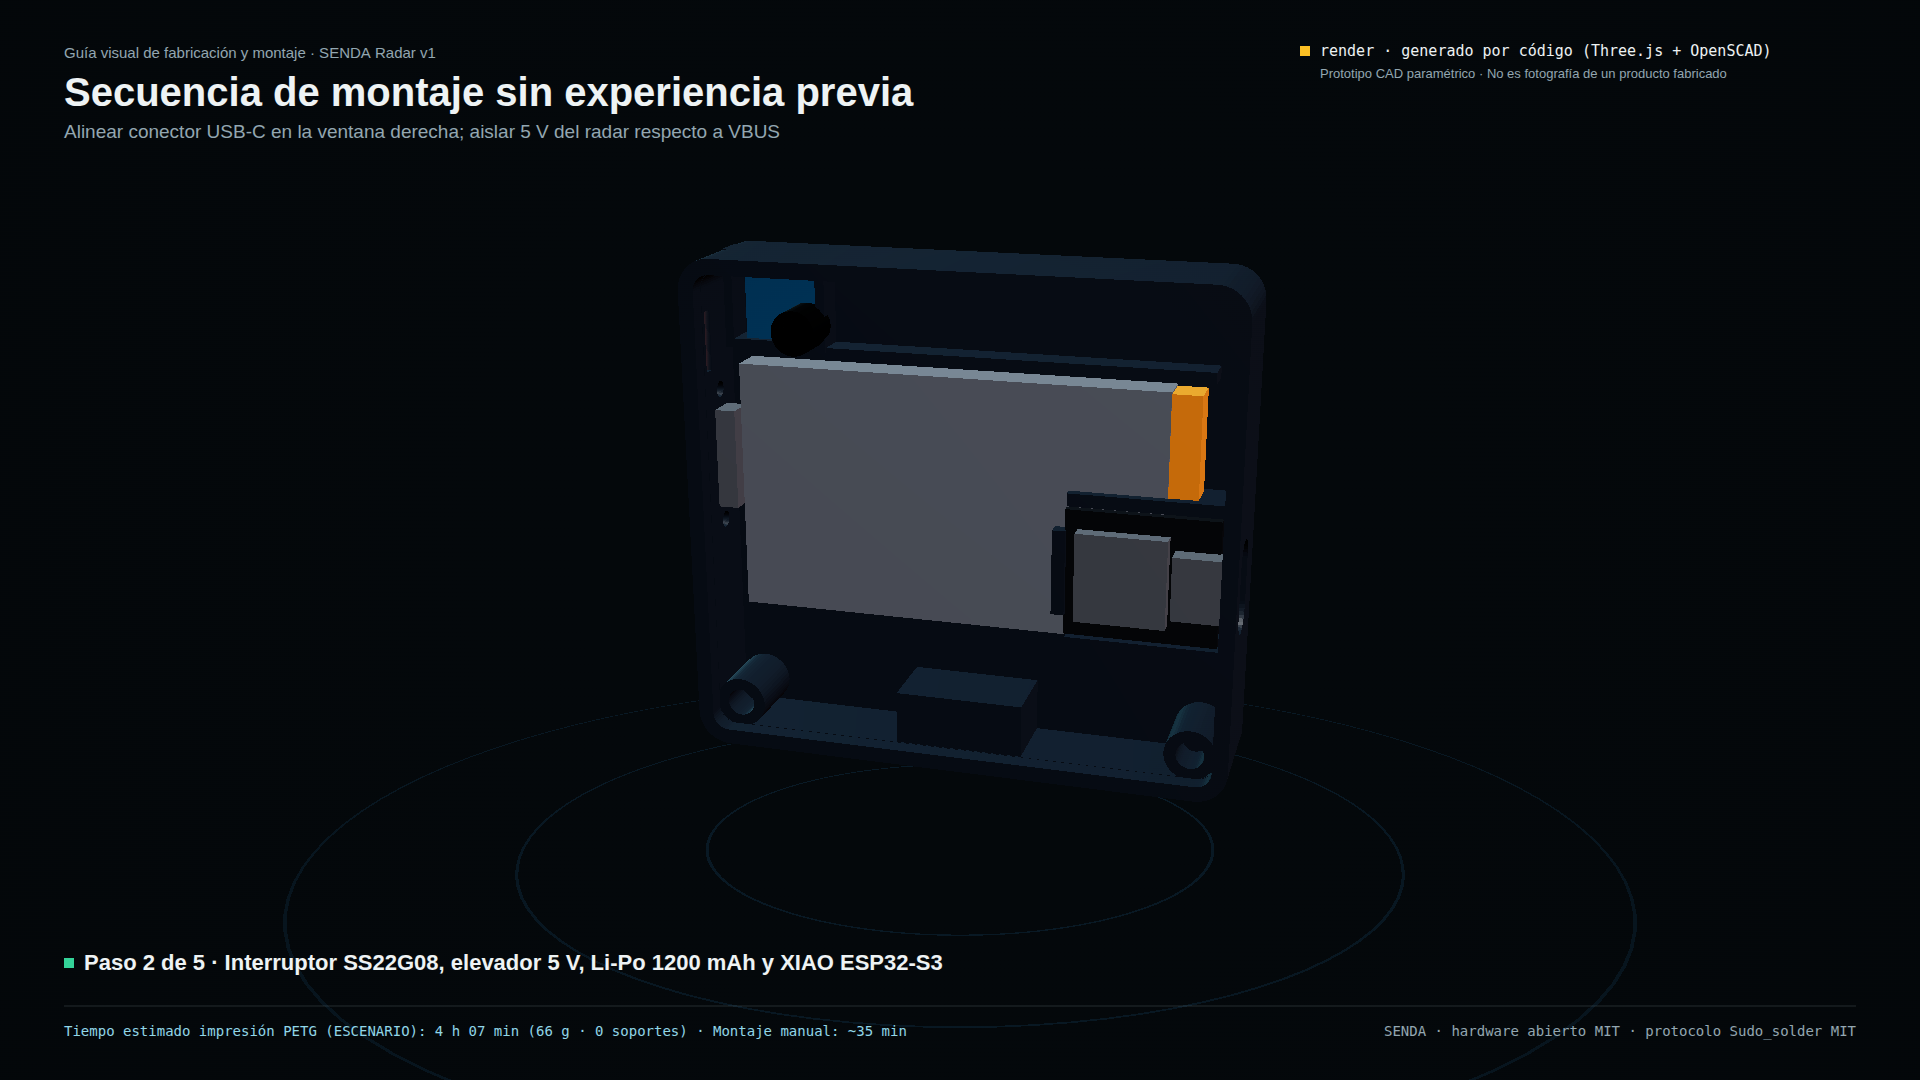 Guía visual de fabricación y montaje · SENDA Radar v1
Secuencia de montaje sin experiencia previa
Alinear conector USB-C en la ventana derecha; aislar 5 V del radar respecto a VBUS
render · generado por código (Three.js + OpenSCAD)
Prototipo CAD paramétrico · No es fotografía de un producto fabricado
Paso 2 de 5 · Interruptor SS22G08, elevador 5 V, Li-Po 1200 mAh y XIAO ESP32-S3
Tiempo estimado impresión PETG (ESCENARIO): 4 h 07 min (66 g · 0 soportes) · Montaje manual: ~35 min
SENDA · hardware abierto MIT · protocolo Sudo_solder MIT